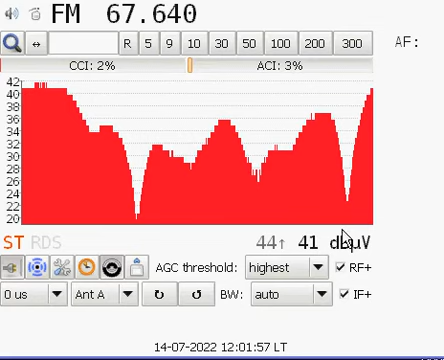 FM 67.640
R 5 9 10 30 50 100 200 300 AF:
CCI: 2% ACI: 3%
42
40
38
36
34
32
30
28
26
24
22
20
ST RDS 44↑ 41 dBµV
AGC threshold: highest RF+
0 us Ant A BW: auto IF+
14-07-2022 12:01:57 LT